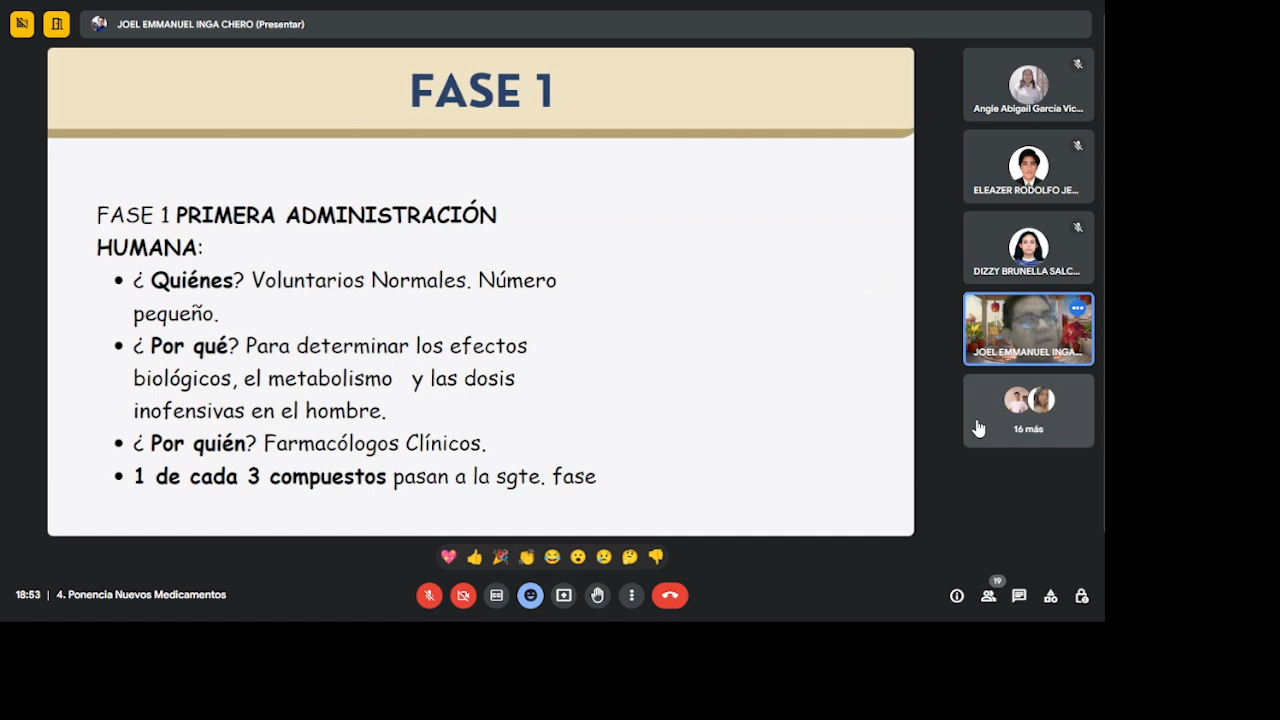 JOEL EMMANUEL INGA CHERO (Presentar)
FASE 1
FASE 1 PRIMERA ADMINISTRACIÓN
HUMANA:
• ¿ Quiénes? Voluntarios Normales. Número
pequeño.
• ¿ Por qué? Para determinar los efectos
biológicos, el metabolismo y las dosis
inofensivas en el hombre.
• ¿ Por quién? Farmacólogos Clínicos.
• 1 de cada 3 compuestos pasan a la sgte. fase
Angie Abigail García Vic...
ELEAZER RODOLFO JE...
DIZZY BRUNELLA SALC...
JOEL EMMANUEL INGA...
16 más
18:53 | 4. Ponencia Nuevos Medicamentos
19